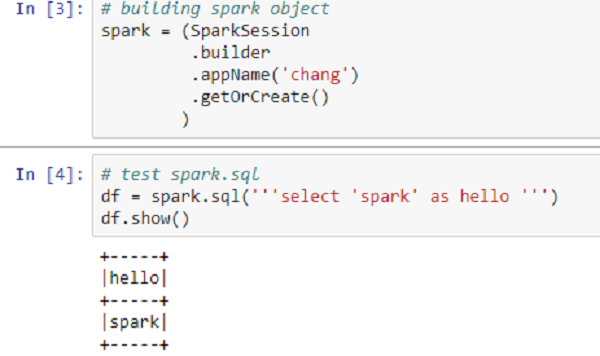 In [3]: # building spark object
spark = (SparkSession
.builder
.appName('chang')
.getOrCreate()
)
In [4]: # test spark.sql
df = spark.sql('''select 'spark' as hello ''')
df.show()
+-----+
|hello|
+-----+
|spark|
+-----+